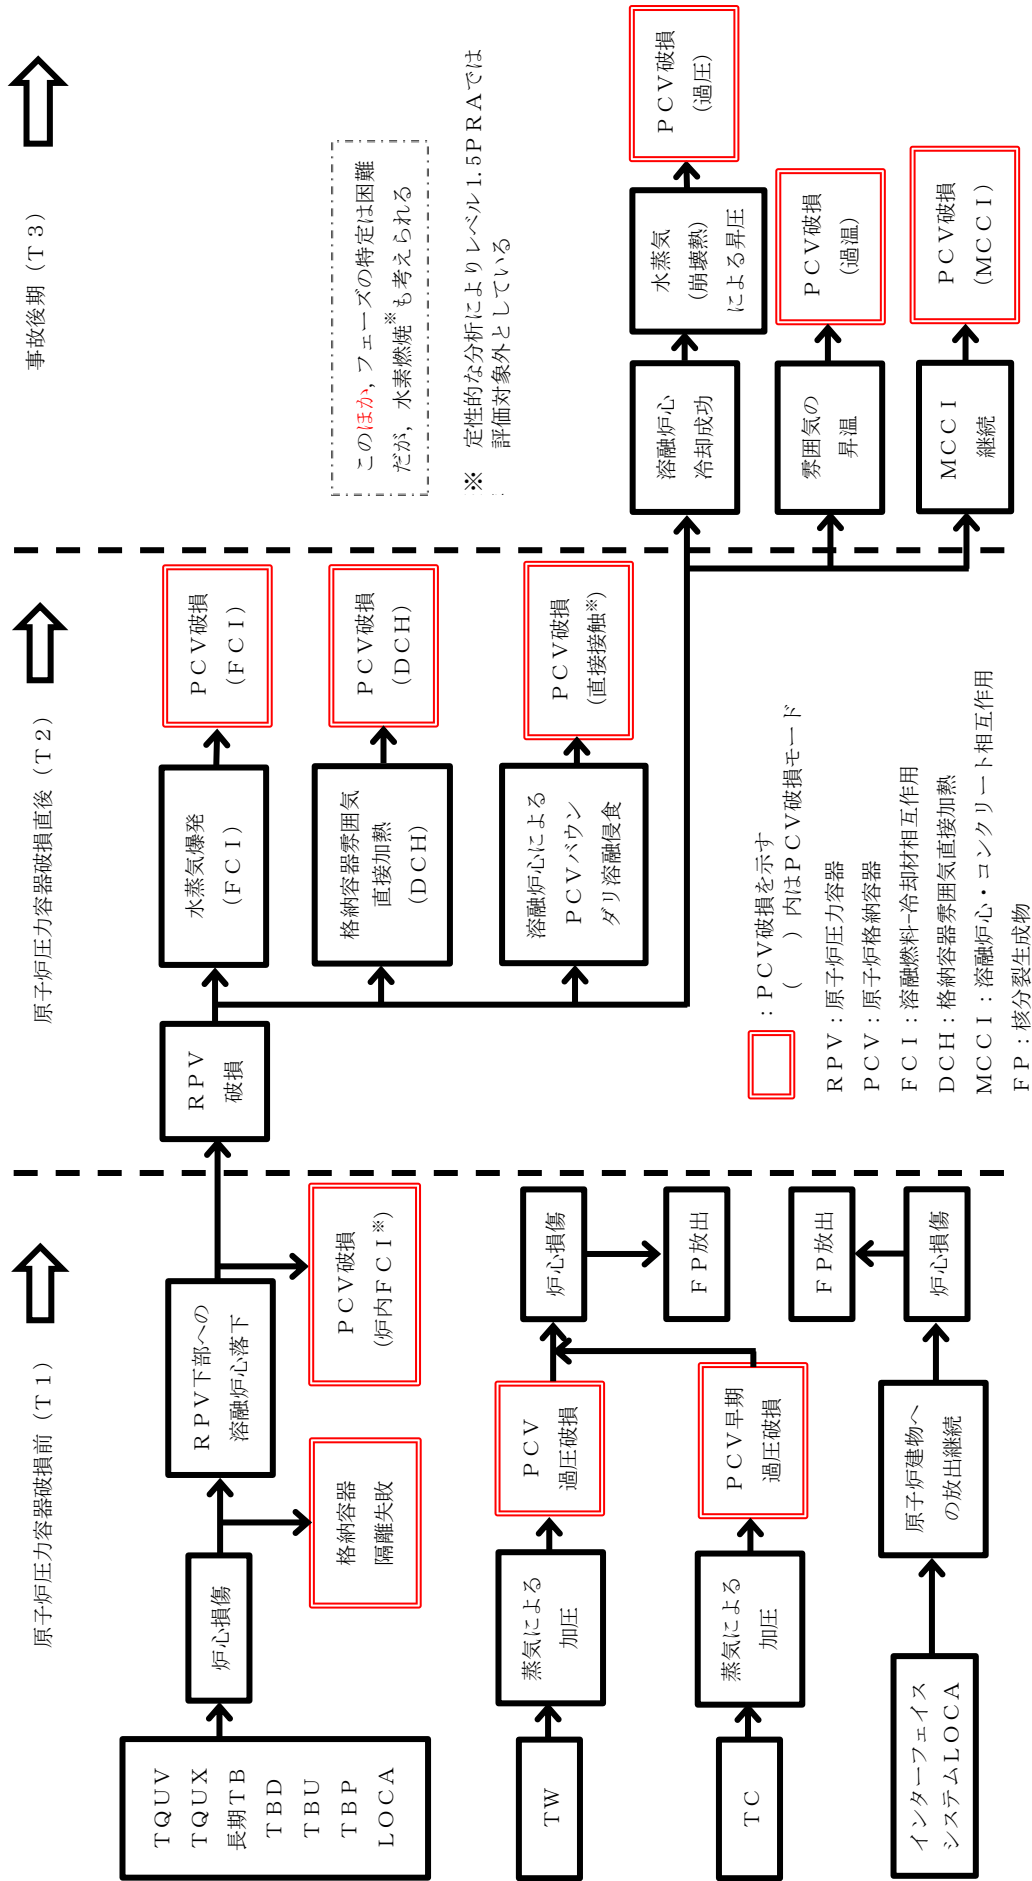 原子炉圧力容器破損前（Ｔ１）
原子炉圧力容器破損直後（Ｔ２）
事故後期（Ｔ３）
ＴＱＵＶ
ＴＱＵＸ
長期ＴＢ
ＴＢＤ
ＴＢＵ
ＴＢＰ
ＬＯＣＡ
炉心損傷
格納容器
隔離失敗
ＲＰＶ下部への
溶融炉心落下
ＰＣＶ破損
(炉内ＦＣＩ※)
ＴＷ
蒸気による
加圧
ＰＣＶ
過圧破損
炉心損傷
ＦＰ放出
ＴＣ
蒸気による
加圧
ＰＣＶ早期
過圧破損
インターフェイス
システムＬＯＣＡ
原子炉建物へ
の放出継続
炉心損傷
ＦＰ放出
ＲＰＶ
破損
水蒸気爆発
(ＦＣＩ)
ＰＣＶ破損
(ＦＣＩ)
格納容器雰囲気
直接加熱
(ＤＣＨ)
ＰＣＶ破損
(ＤＣＨ)
溶融炉心による
ＰＣＶバウン
ダリ溶融侵食
ＰＣＶ破損
(直接接触※)
このほか，フェーズの特定は困難
だが，水素燃焼※も考えられる
※　定性的な分析によりレベル1.5ＰＲＡでは
評価対象外としている
溶融炉心
冷却成功
水蒸気
(崩壊熱)
による昇圧
ＰＣＶ破損
(過圧)
雰囲気の
昇温
ＰＣＶ破損
(過温)
ＭＣＣＩ
継続
ＰＣＶ破損
(ＭＣＣＩ)
：ＰＣＶ破損を示す
（　）内はＰＣＶ破損モード
ＲＰＶ：原子炉圧力容器
ＰＣＶ：原子炉格納容器
ＦＣＩ：溶融燃料-冷却材相互作用
ＤＣＨ：格納容器雰囲気直接加熱
ＭＣＣＩ：溶融炉心・コンクリート相互作用
ＦＰ：核分裂生成物